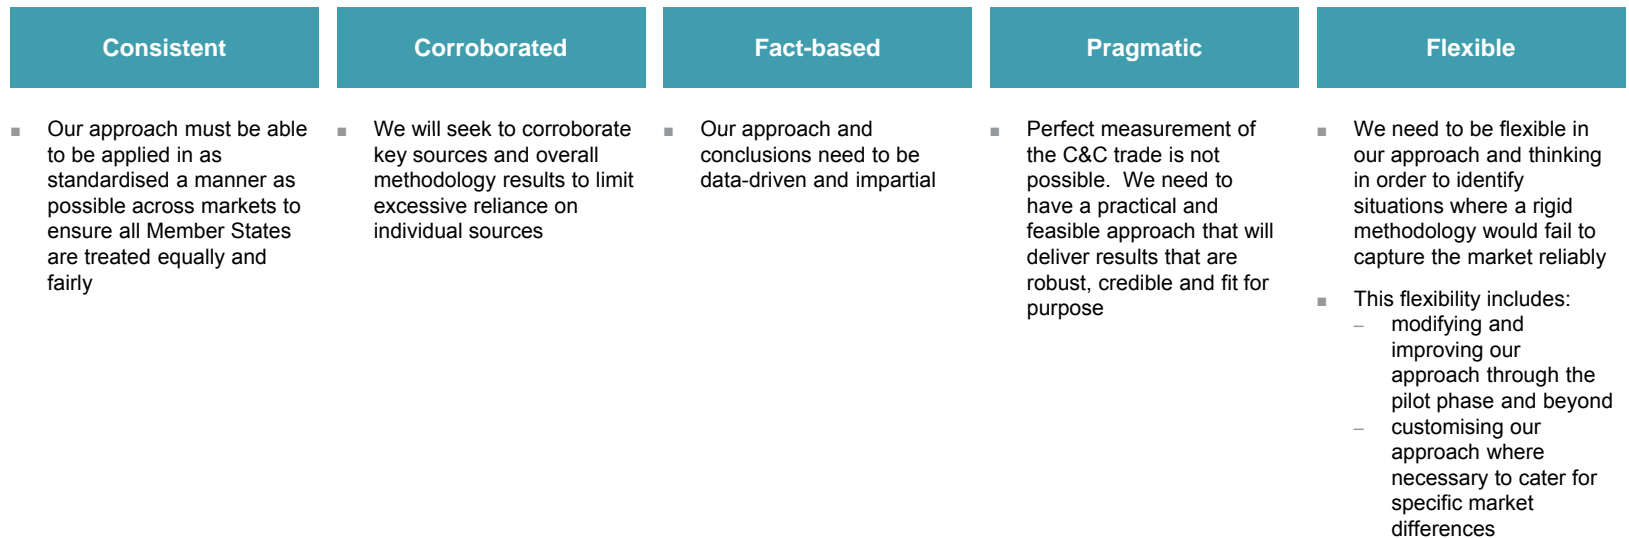 Consistent
Our approach must be able
to be applied in as
standardised a manner as
possible across markets to
ensure all Member States
are treated equally and
fairly
Corroborated
We will seek to corroborate
key sources and overall
methodology results to limit
excessive reliance on
individual sources
Fact-based
Our approach and
conclusions need to be
data-driven and impartial
Pragmatic
Perfect measurement of
the C&C trade is not
possible.  We need to
have a practical and
feasible approach that will
deliver results that are
robust, credible and fit for
purpose
Flexible
We need to be flexible in
our approach and thinking
in order to identify
situations where a rigid
methodology would fail to
capture the market reliably
This flexibility includes:
– modifying and
improving our
approach through the
pilot phase and beyond
– customising our
approach where
necessary to cater for
specific market
differences